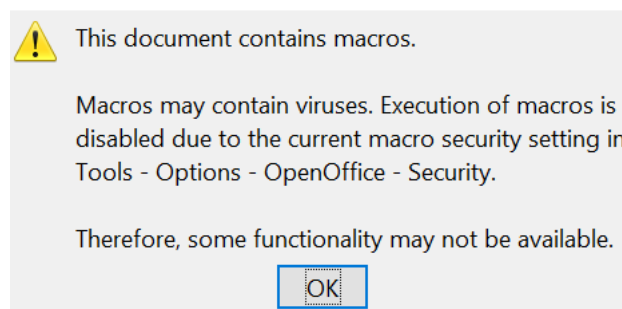 This document contains macros.
Macros may contain viruses. Execution of macros is
disabled due to the current macro security setting in
Tools - Options - OpenOffice - Security.
Therefore, some functionality may not be available.
OK